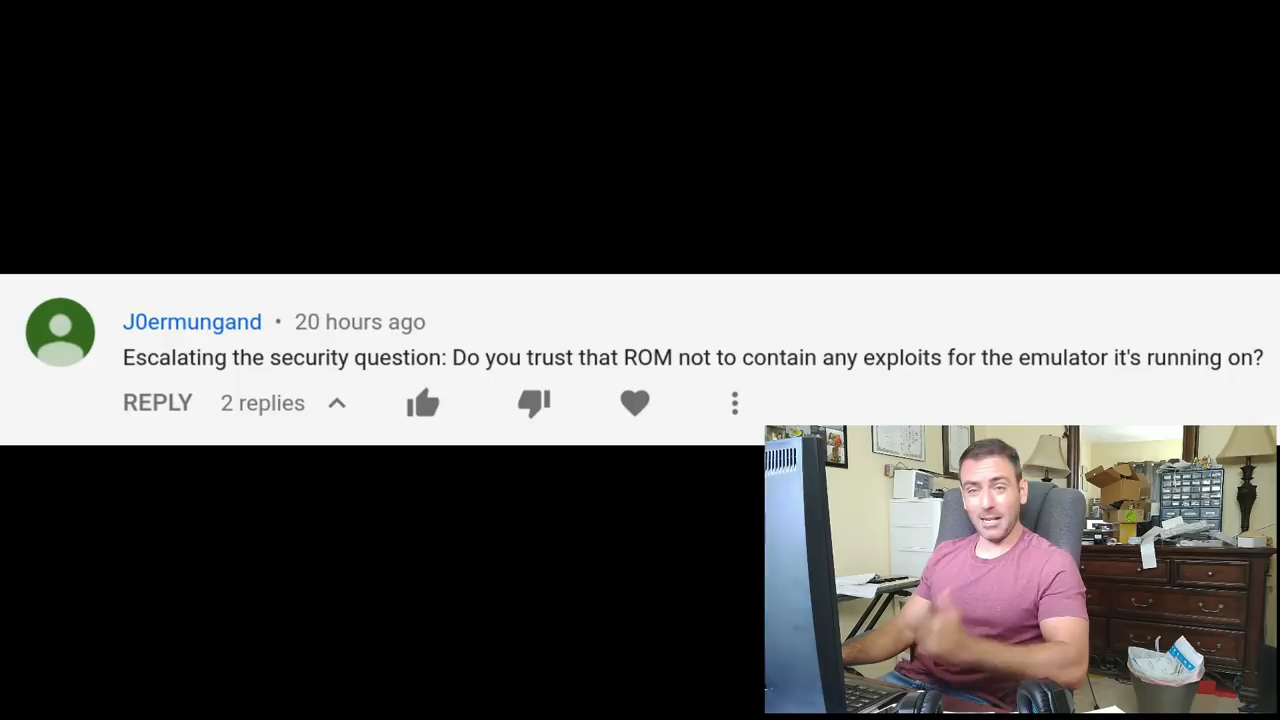 J0ermungand • 20 hours ago
Escalating the security question: Do you trust that ROM not to contain any exploits for the emulator it's running on?
REPLY 2 replies